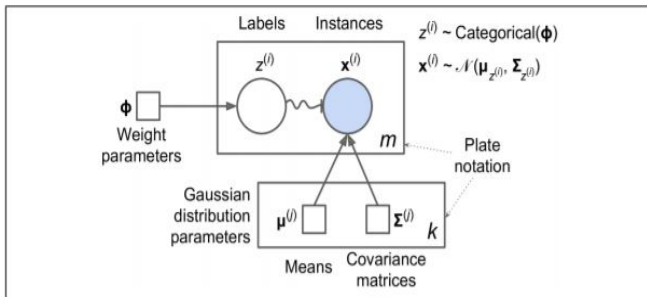 Labels Instances
z⁽ⁱ⁾ ~ Categorical(ϕ)
z⁽ⁱ⁾ x⁽ⁱ⁾
x⁽ⁱ⁾ ~ 𝒩(μ_z⁽ⁱ⁾, Σ_z⁽ⁱ⁾)
ϕ
Weight
parameters
m
Plate
notation
Gaussian
distribution
parameters
μ⁽ʲ⁾ Σ⁽ʲ⁾ k
Means
Covariance
matrices